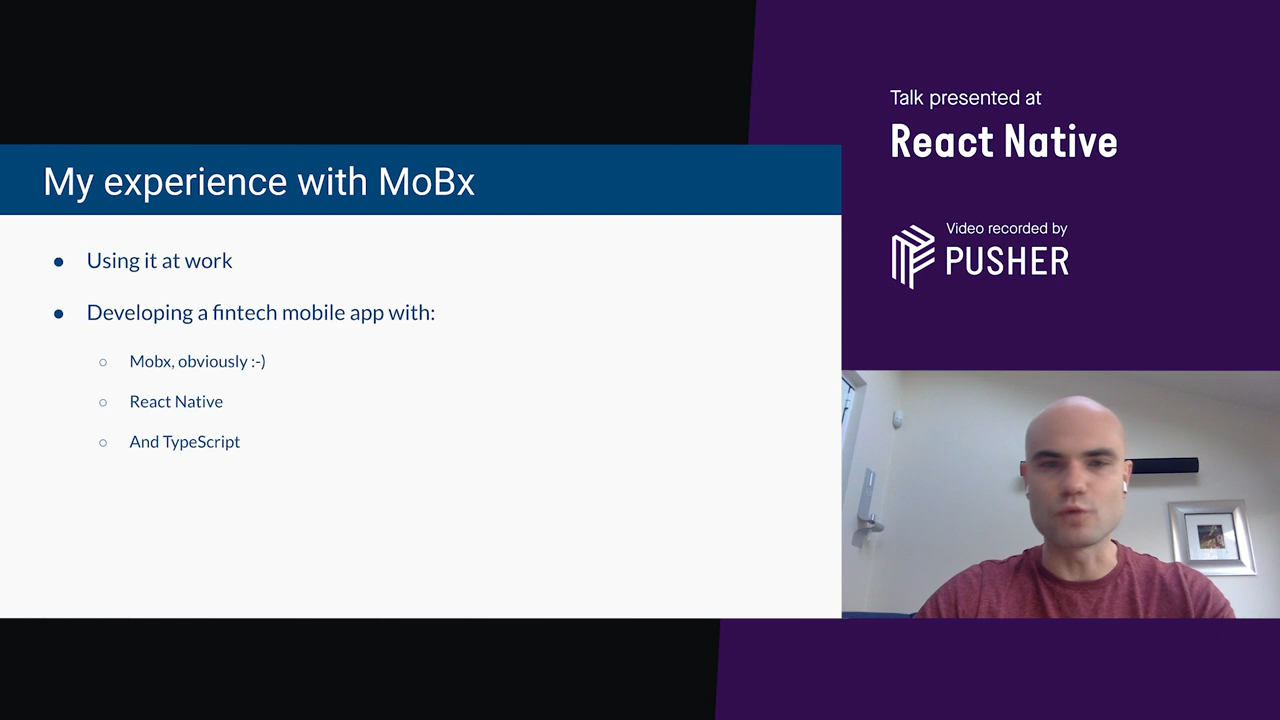 My experience with MoBx
Using it at work
Developing a fintech mobile app with:
Mobx, obviously :-)
React Native
And TypeScript
Talk presented at
React Native
Video recorded by
PUSHER